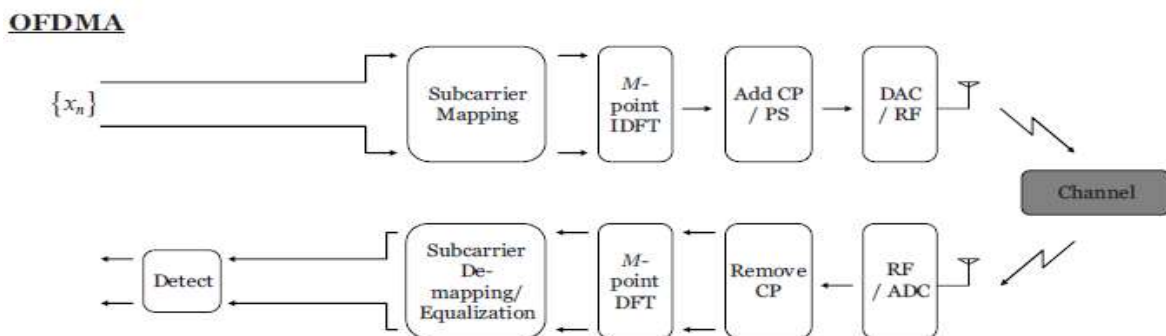 OFDMA
{xn}
Subcarrier
Mapping
M-
point
IDFT
Add CP
/ PS
DAC
/ RF
Channel
Detect
Subcarrier
De-
mapping/
Equalization
M-
point
DFT
Remove
CP
RF
/ ADC